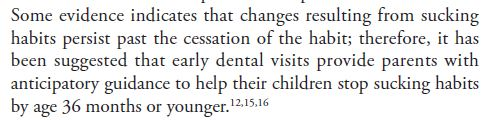 Some evidence indicates that changes resulting from sucking
habits persist past the cessation of the habit; therefore, it has
been suggested that early dental visits provide parents with
anticipatory guidance to help their children stop sucking habits
by age 36 months or younger.12,15,16